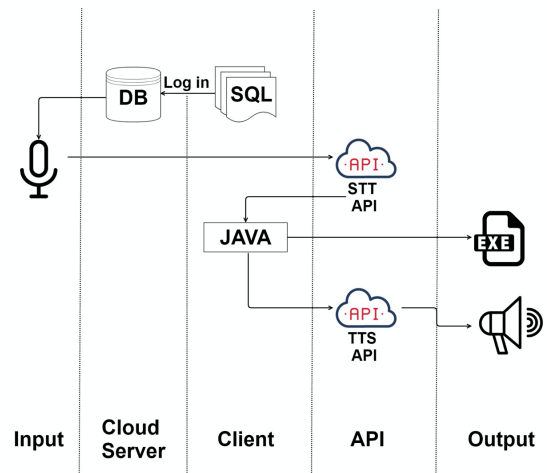 Log in
DB
SQL
API
STT
API
JAVA
EXE
API
TTS
API
Input
Cloud
Server
Client
API
Output